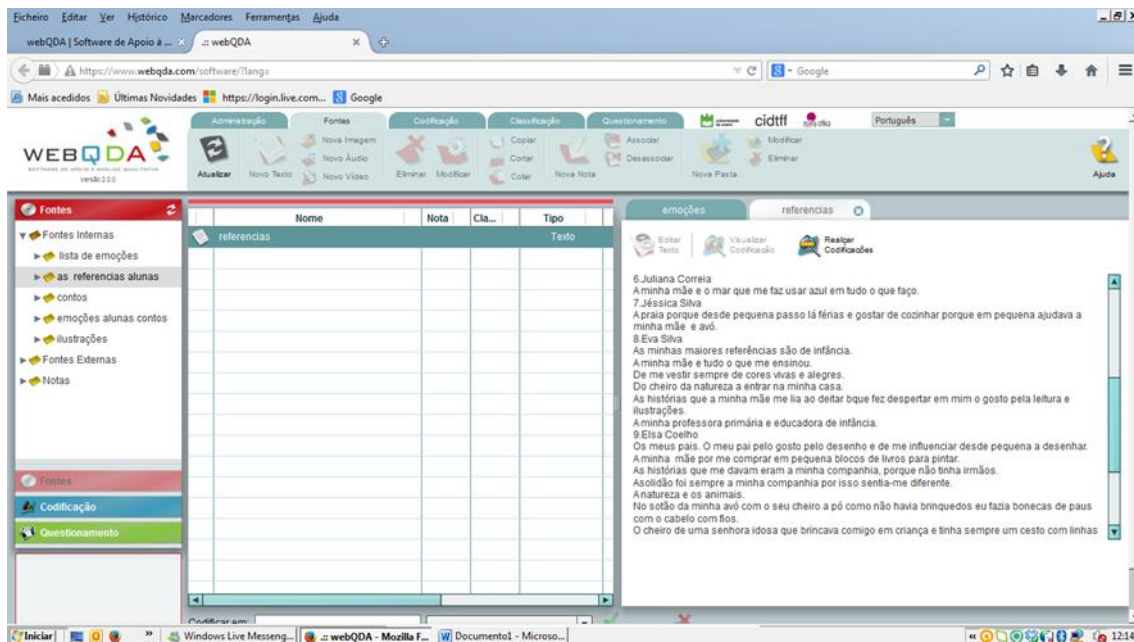 Ficheiro Editar Ver Histórico Marcadores Ferramentas Ajuda
webQDA | Software de Apoio à ...
.:: webQDA
https://www.webqda.com/software/?lang=
Google
Mais acedidos Últimas Novidades https://login.live.com... Google
Administração Fontes Codificação Classificação Questionamento cidtff Português
WEBQDA
SOFTWARE DE APOIO À ANÁLISE QUALITATIVA
versão 2.0.0
Atualizar Novo Texto Nova Imagem Novo Áudio Novo Vídeo Eliminar Modificar Copiar Cortar Colar Nova Nota Associar Desassociar Nova Pasta Modificar Eliminar Ajuda
Fontes
Fontes Internas
lista de emoções
as referencias alunas
contos
emoções alunas contos
ilustrações
Fontes Externas
Notas
Fontes
Codificação
Questionamento
Nome Nota Cla... Tipo
referencias Texto
Codificar em:
emoções referencias
Editar Texto Visualizar Codificação Realçar Codificações
6.Juliana Correia
A minha mãe e o mar que me faz usar azul em tudo o que faço.
7.Jéssica Silva
Apraia porque desde pequena passo lá férias e gostar de cozinhar porque em pequena ajudava a
minha mãe e avó.
8.Eva Silva
As minhas maiores referências são de infância.
A minha mãe e tudo o que me ensinou.
De me vestir sempre de cores vivas e alegres.
Do cheiro da natureza a entrar na minha casa.
As histórias que a minha mãe me lia ao deitar bque fez despertar em mim o gosto pela leitura e
ilustrações.
A minha professora primária e educadora de infância.
9.Elsa Coelho
Os meus pais. O meu pai pelo gosto pelo desenho e de me influenciar desde pequena a desenhar.
A minha mãe por me comprar em pequena blocos de livros para pintar.
As histórias que me davam eram a minha companhia, porque não tinha irmãos.
Asolidão foi sempre a minha companhia por isso sentia-me diferente.
Anatureza e os animais.
No sotão da minha avó com o seu cheiro a pó como não havia brinquedos eu fazia bonecas de paus
com o cabelo com fios.
O cheiro de uma senhora idosa que brincava comigo em criança e tinha sempre um cesto com linhas
Iniciar Windows Live Messeng... .:: webQDA - Mozilla F... Documento1 - Microso... 12:14